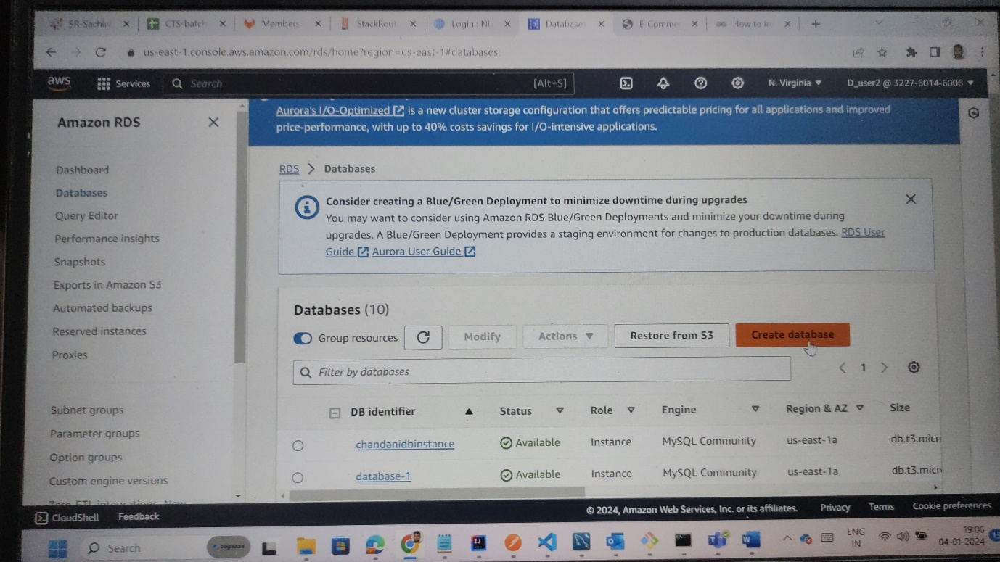 SR-Sachin
CTS-batch
Members
StackRout
Login : NII
Database
E-Comme
How to In
us-east-1.console.aws.amazon.com/rds/home?region=us-east-1#databases:
aws
Services
Search
[Alt+S]
N. Virginia
D_user2 @ 3227-6014-6006
Amazon RDS
Dashboard
Databases
Query Editor
Performance insights
Snapshots
Exports in Amazon S3
Automated backups
Reserved instances
Proxies
Subnet groups
Parameter groups
Option groups
Custom engine versions
Zero-ETL integrations New
Aurora's I/O-Optimized is a new cluster storage configuration that offers predictable pricing for all applications and improved
price-performance, with up to 40% costs savings for I/O-intensive applications.
RDS > Databases
Consider creating a Blue/Green Deployment to minimize downtime during upgrades
You may want to consider using Amazon RDS Blue/Green Deployments and minimize your downtime during
upgrades. A Blue/Green Deployment provides a staging environment for changes to production databases. RDS User
Guide Aurora User Guide
Databases (10)
Group resources
Modify
Actions
Restore from S3
Create database
Filter by databases
1
DB identifier Status Role Engine Region & AZ Size
chandanidbinstance Available Instance MySQL Community us-east-1a db.t3.micr
database-1 Available Instance MySQL Community us-east-1a db.t3.micr
CloudShell
Feedback
© 2024, Amazon Web Services, Inc. or its affiliates.
Privacy
Terms
Cookie preferences
Search
cognizant
ENG
IN
19:06
04-01-2024